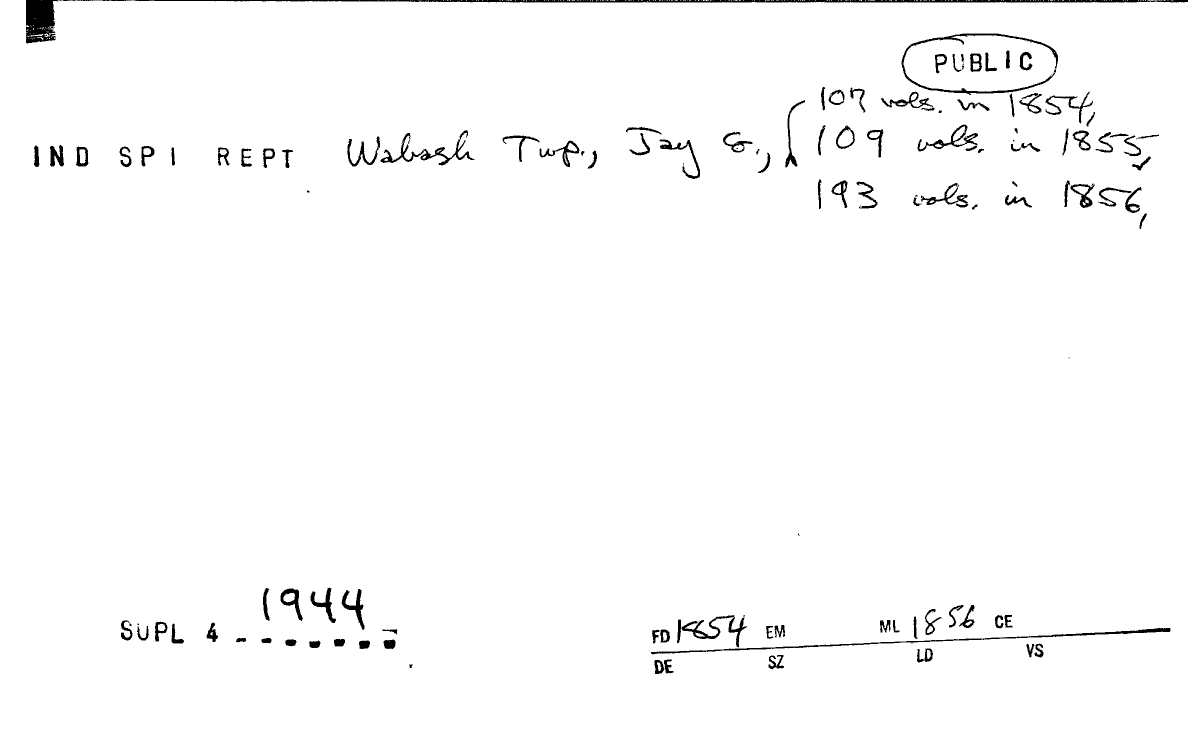 PUBLIC
107 vols. in 1854,
IND SPI REPT Wabash Twp., Jay Co., 109 vols. in 1855,
193 vols. in 1856,
1944
SUPL 4 - - - - - - -
FD 1854 EM ML 1856 CE
DE SZ LD VS